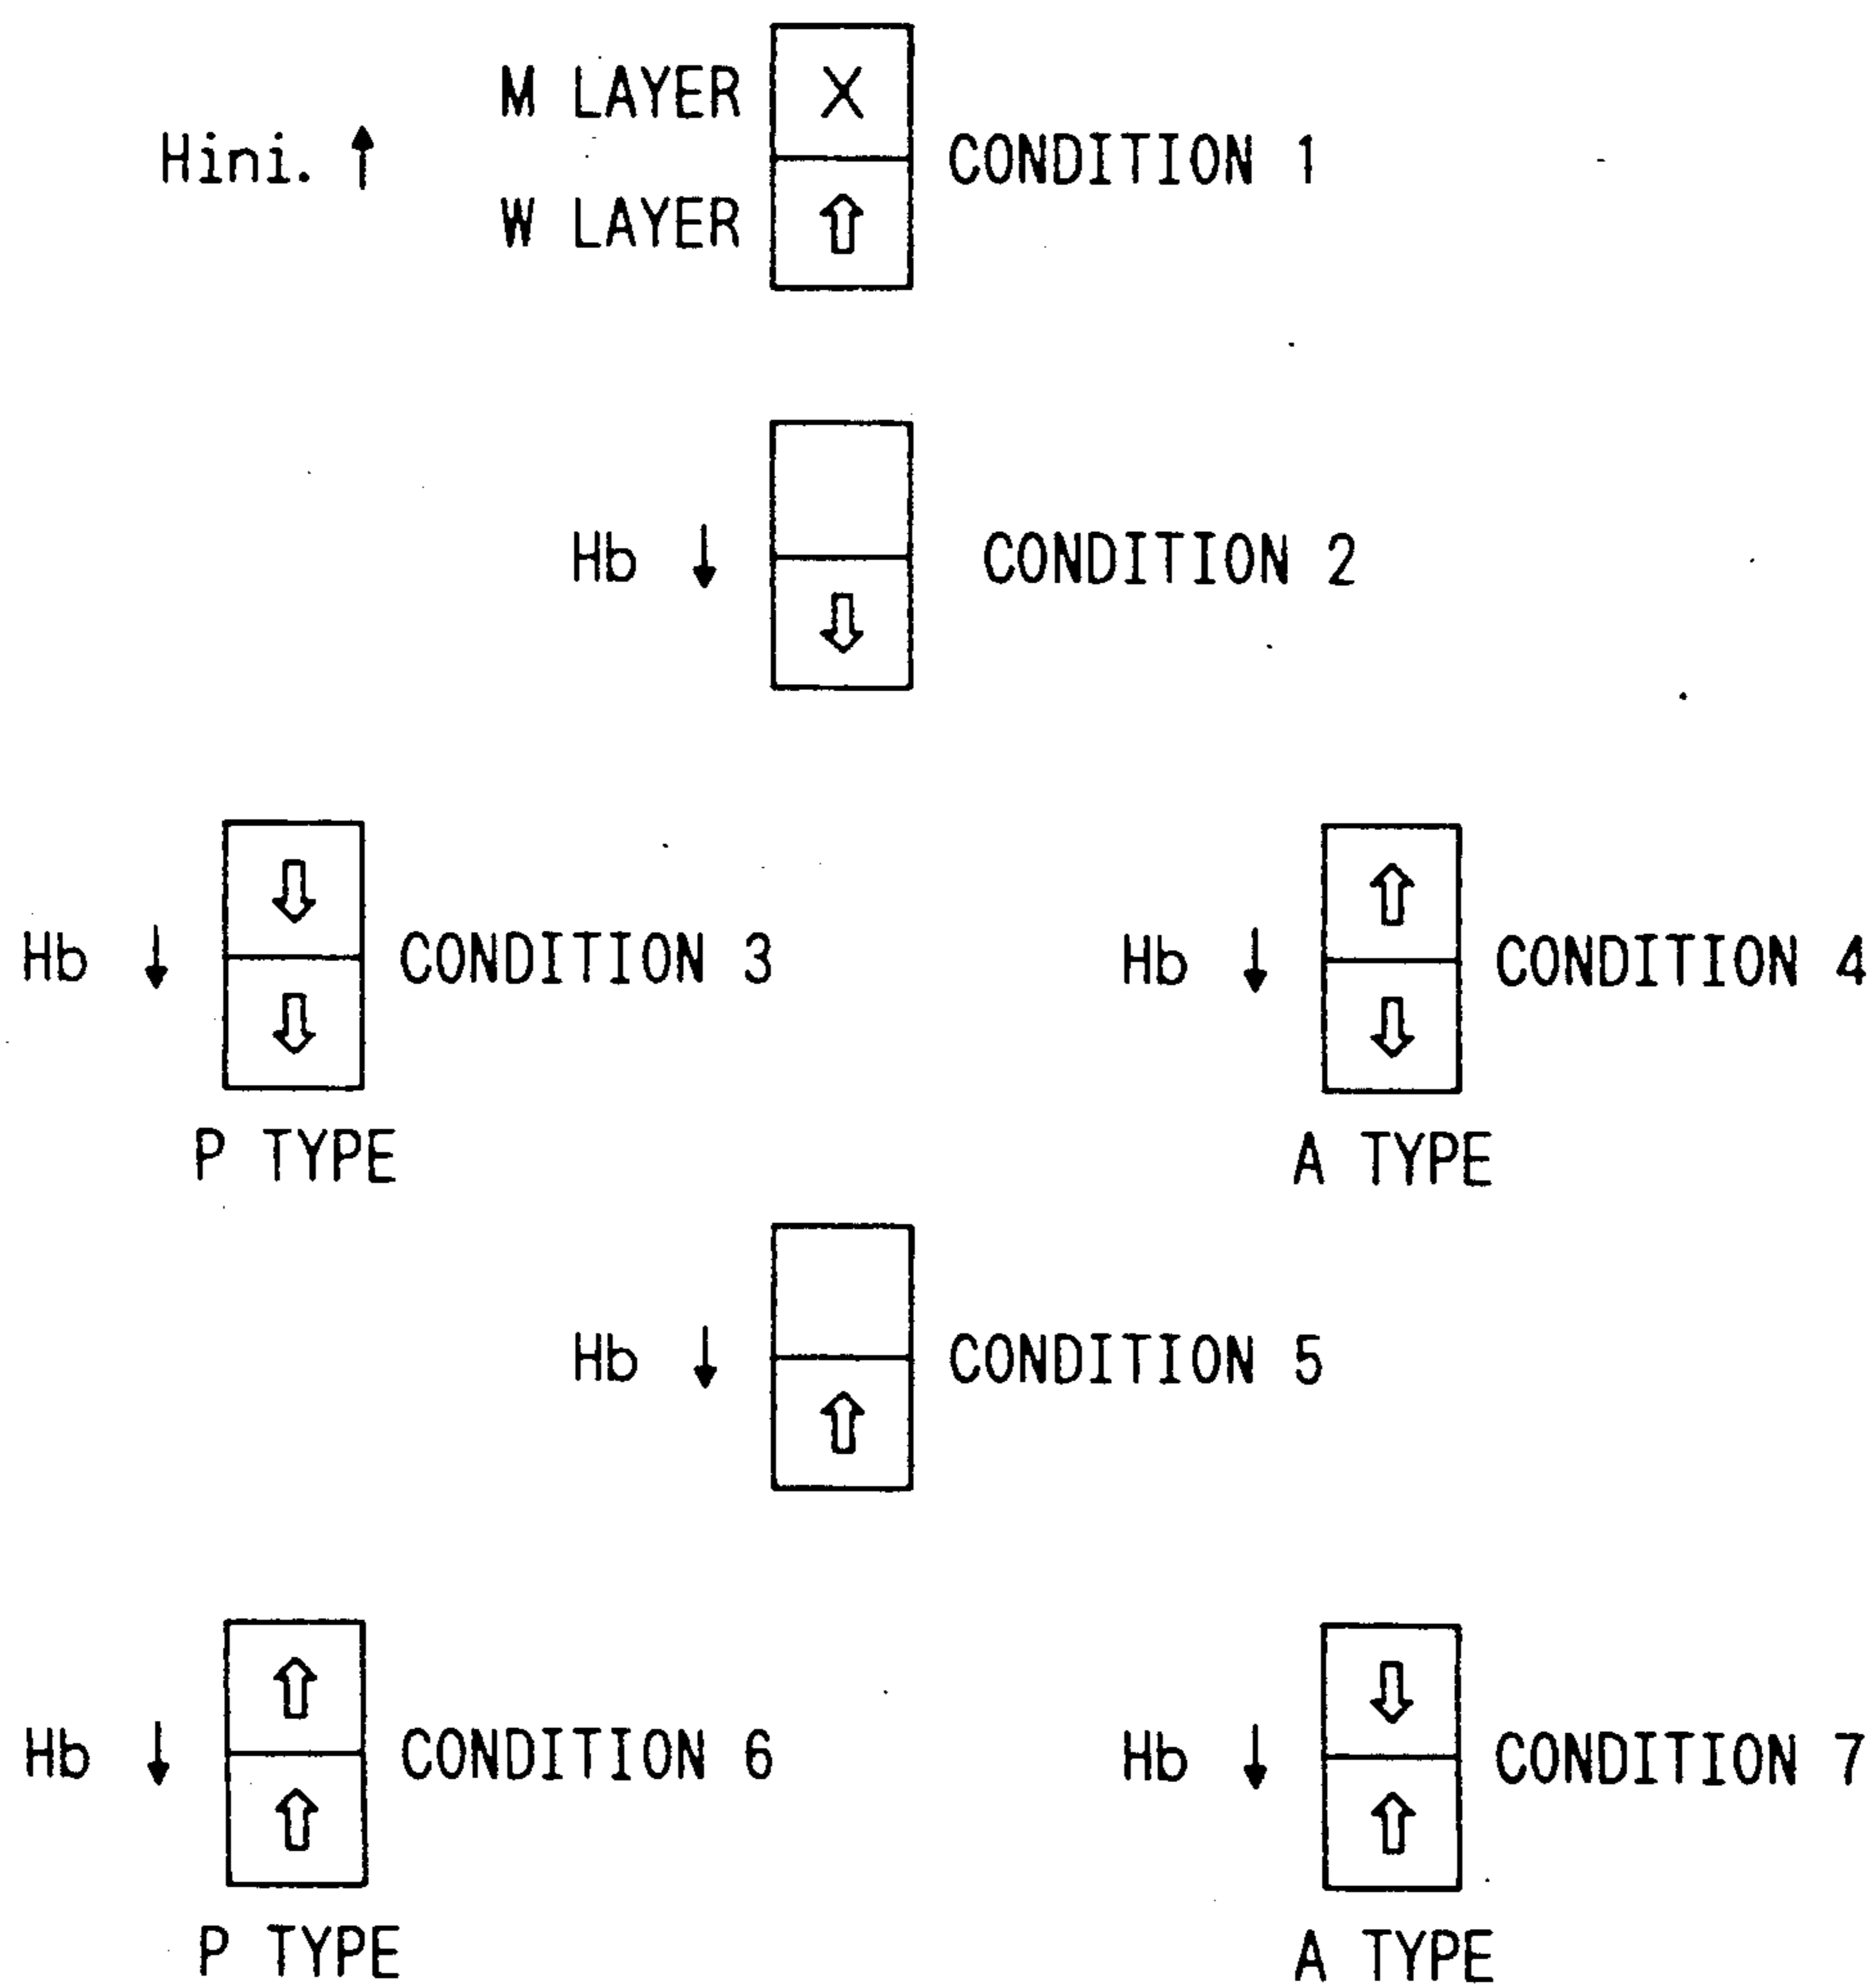 M LAYER X
Hini. ↑ CONDITION 1
W LAYER ⇧
Hb ↓ CONDITION 2
⇩
⇩ ⇧
Hb ↓ CONDITION 3 Hb ↓ CONDITION 4
⇩ ⇩
P TYPE A TYPE
Hb ↓ CONDITION 5
⇧
⇧ ⇩
Hb ↓ CONDITION 6 Hb ↓ CONDITION 7
⇧ ⇧
P TYPE A TYPE